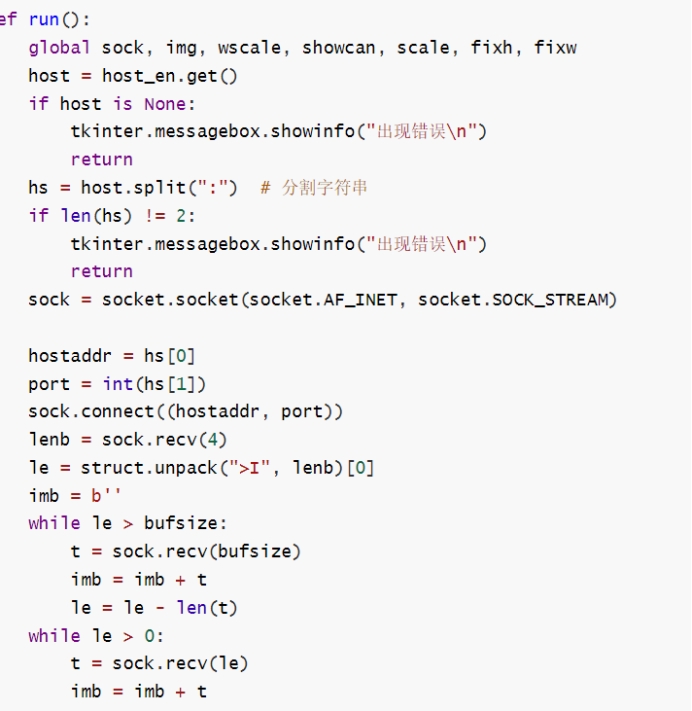 ef run():
global sock, img, wscale, showcan, scale, fixh, fixw
host = host_en.get()
if host is None:
tkinter.messagebox.showinfo("出现错误\n")
return
hs = host.split(":")  # 分割字符串
if len(hs) != 2:
tkinter.messagebox.showinfo("出现错误\n")
return
sock = socket.socket(socket.AF_INET, socket.SOCK_STREAM)
hostaddr = hs[0]
port = int(hs[1])
sock.connect((hostaddr, port))
lenb = sock.recv(4)
le = struct.unpack(">I", lenb)[0]
imb = b''
while le > bufsize:
t = sock.recv(bufsize)
imb = imb + t
le = le - len(t)
while le > 0:
t = sock.recv(le)
imb = imb + t